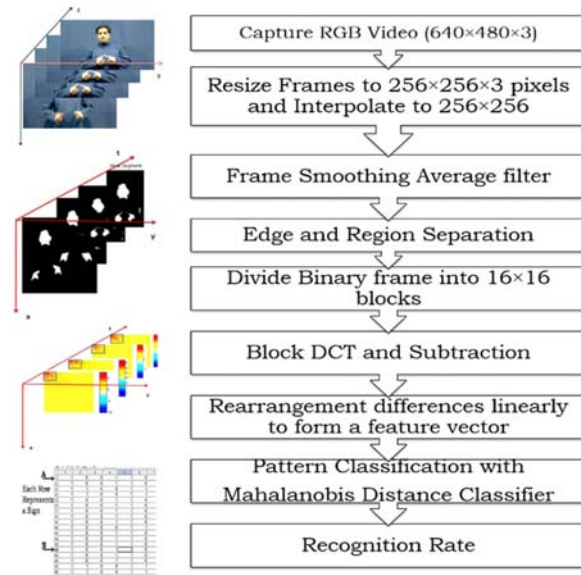 Capture RGB Video (640×480×3)
Resize Frames to 256×256×3 pixels
and Interpolate to 256×256
Frame Smoothing Average filter
Edge and Region Separation
Divide Binary frame into 16×16
blocks
Block DCT and Subtraction
Rearrangement differences linearly
to form a feature vector
Pattern Classification with
Mahalanobis Distance Classifier
Recognition Rate
t
y
t
y
x
Each Row
Represents
a Sign